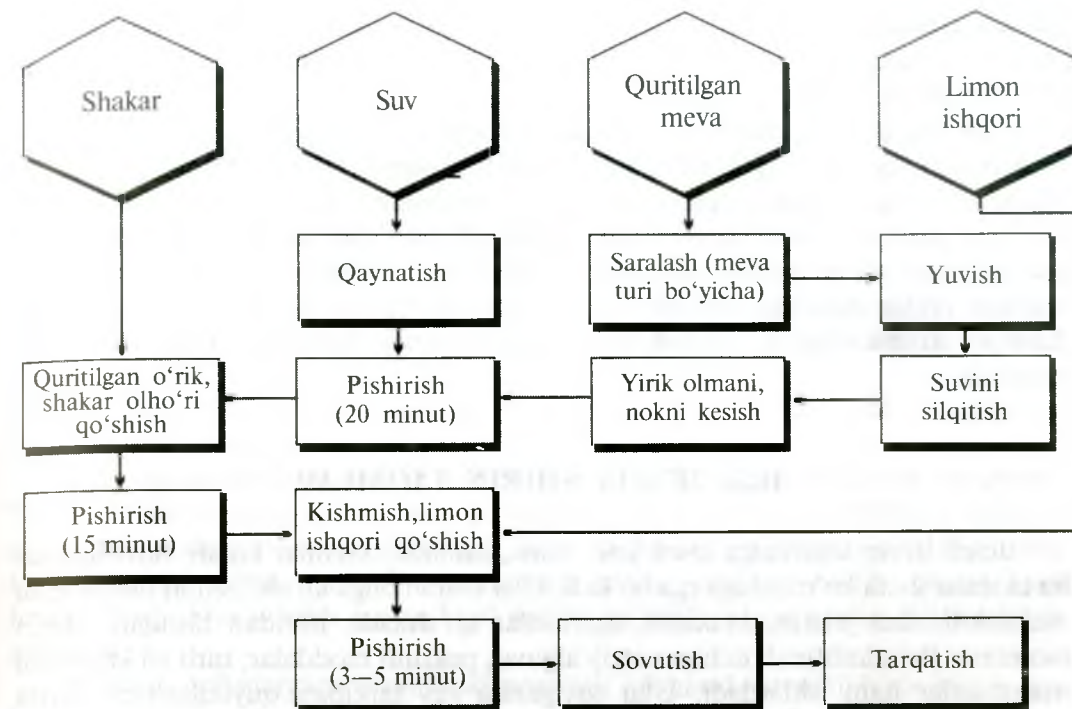 Shakar
Suv
Quritilgan
meva
Limon
ishqori
Qaynatish
Saralash (meva
turi bo‘yicha)
Yuvish
Quritilgan o‘rik,
shakar olho‘ri
qo‘shish
Pishirish
(20 minut)
Yirik olmani,
nokni kesish
Suvini
silqitish
Pishirish
(15 minut)
Kishmish,limon
ishqori qo‘shish
Pishirish
(3—5 minut)
Sovutish
Tarqatish